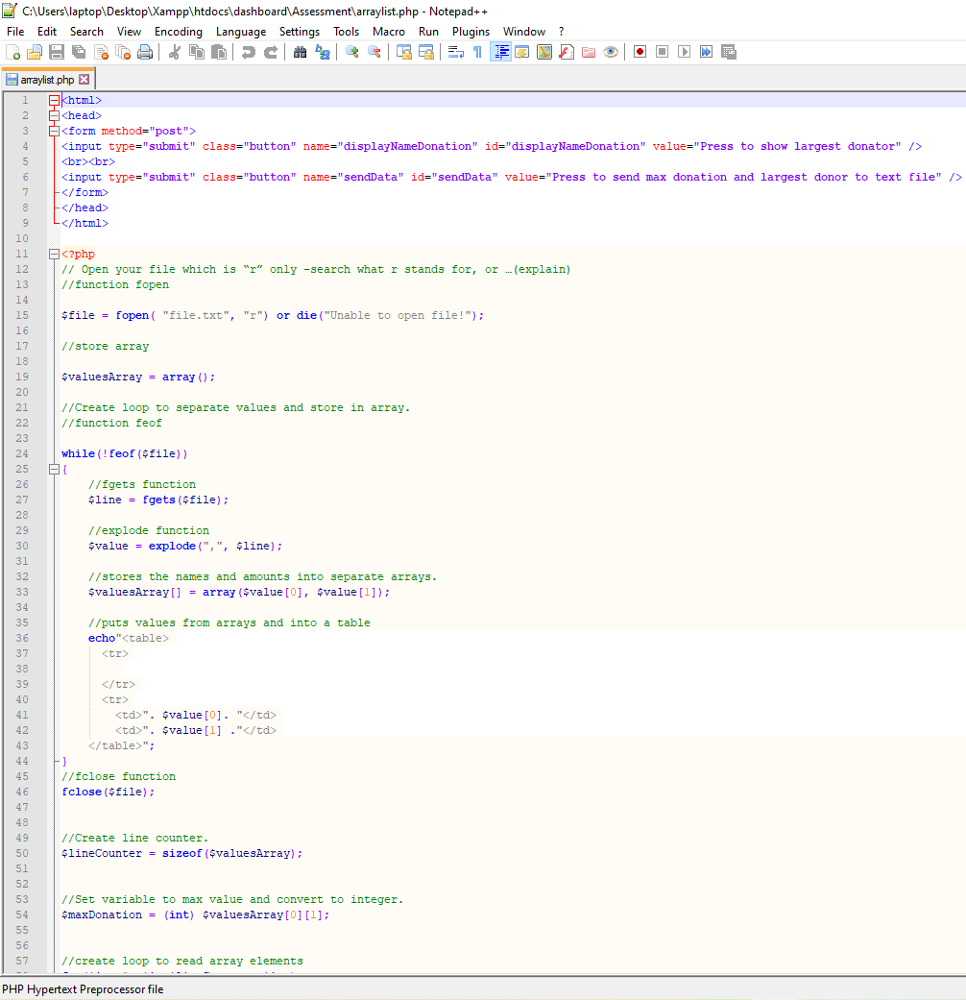 C:\Users\laptop\Desktop\Xampp\htdocs\dashboard\Assessment\arraylist.php - Notepad++
File Edit Search View Encoding Language Settings Tools Macro Run Plugins Window ?
arraylist.php
1 <html>
2 <head>
3 <form method="post">
4 <input type="submit" class="button" name="displayNameDonation" id="displayNameDonation" value="Press to show largest donator" />
5 <br><br>
6 <input type="submit" class="button" name="sendData" id="sendData" value="Press to send max donation and largest donor to text file" />
7 </form>
8 </head>
9 </html>
10
11 <?php
12 // Open your file which is “r” only –search what r stands for, or …(explain)
13 //function fopen
14
15 $file = fopen( "file.txt", "r") or die("Unable to open file!");
16
17 //store array
18
19 $valuesArray = array();
20
21 //Create loop to separate values and store in array.
22 //function feof
23
24 while(!feof($file))
25 {
26 //fgets function
27 $line = fgets($file);
28
29 //explode function
30 $value = explode(",", $line);
31
32 //stores the names and amounts into separate arrays.
33 $valuesArray[] = array($value[0], $value[1]);
34
35 //puts values from arrays and into a table
36 echo"<table>
37 <tr>
38
39 </tr>
40 <tr>
41 <td>". $value[0]. "</td>
42 <td>". $value[1] ."</td>
43 </table>";
44 }
45 //fclose function
46 fclose($file);
47
48
49 //Create line counter.
50 $lineCounter = sizeof($valuesArray);
51
52
53 //Set variable to max value and convert to integer.
54 $maxDonation = (int) $valuesArray[0][1];
55
56
57 //create loop to read array elements
PHP Hypertext Preprocessor file